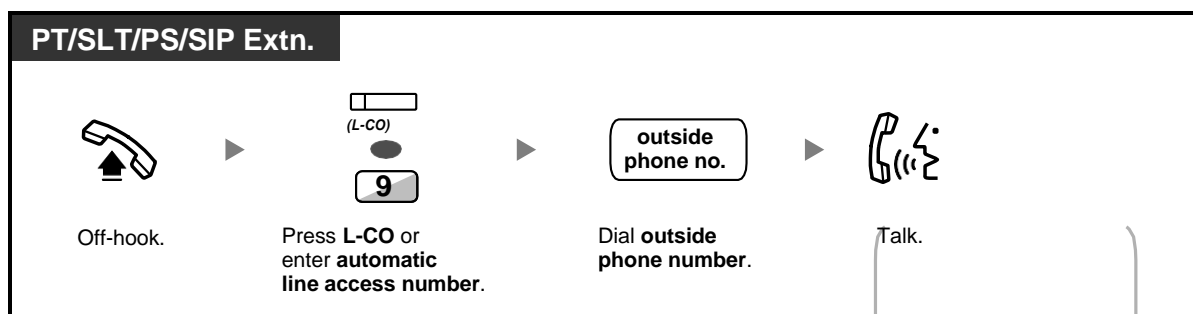 PT/SLT/PS/SIP Extn.
(L-CO)
9
outside
phone no.
Off-hook.
Press L-CO or
enter automatic
line access number.
Dial outside
phone number.
Talk.